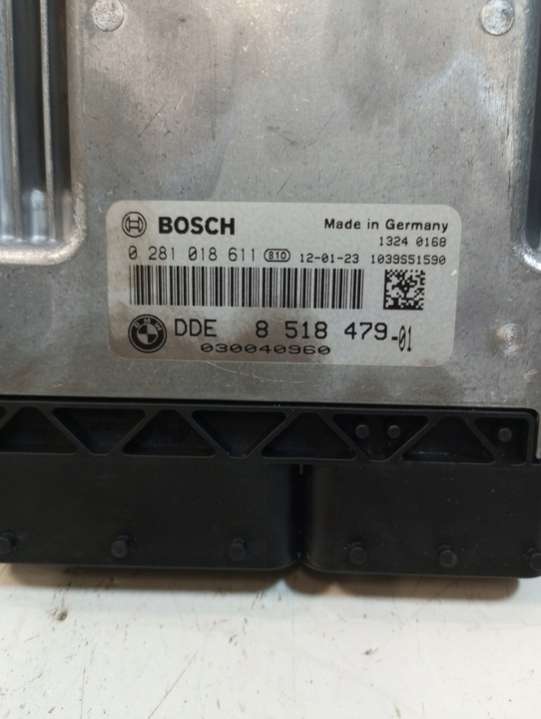 BOSCH Made in Germany
1324 0168
0 281 018 611 810 12-01-23 1039S51590
BMW DDE 8 518 479-01
030040960